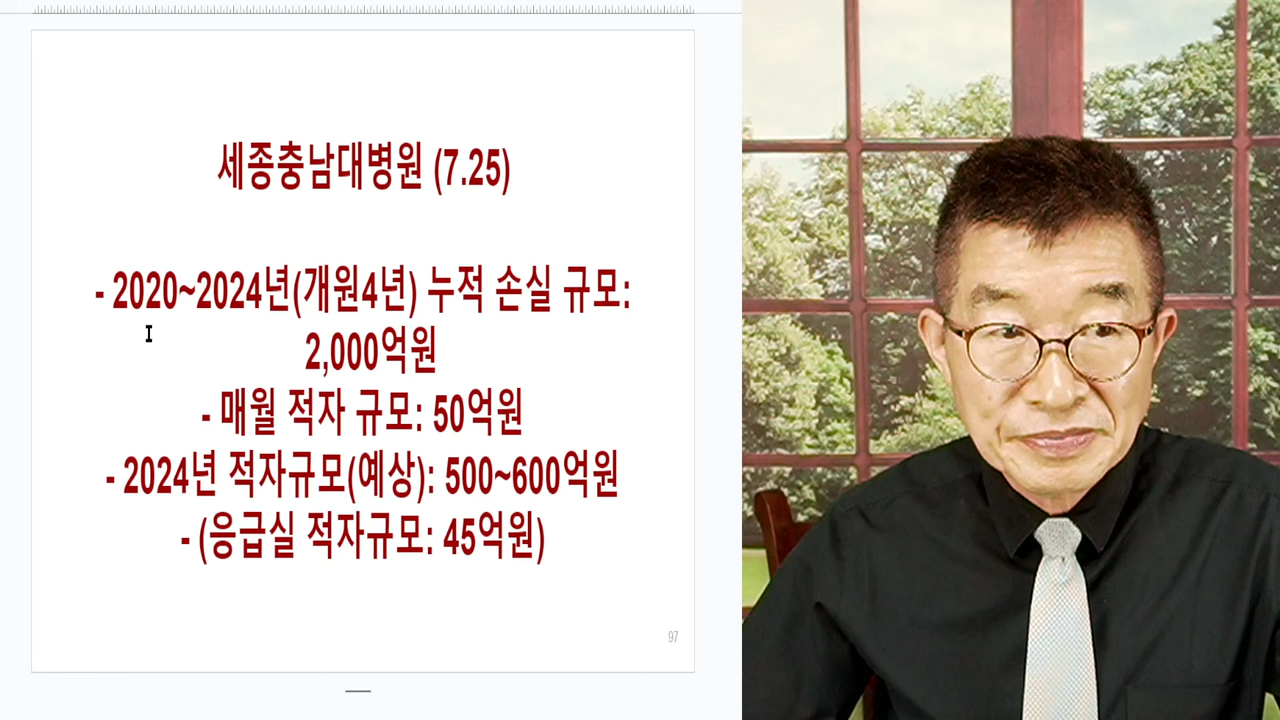 세종충남대병원 (7.25)
- 2020~2024년(개원4년) 누적 손실 규모:
2,000억원
- 매월 적자 규모: 50억원
- 2024년 적자규모(예상): 500~600억원
- (응급실 적자규모: 45억원)
97